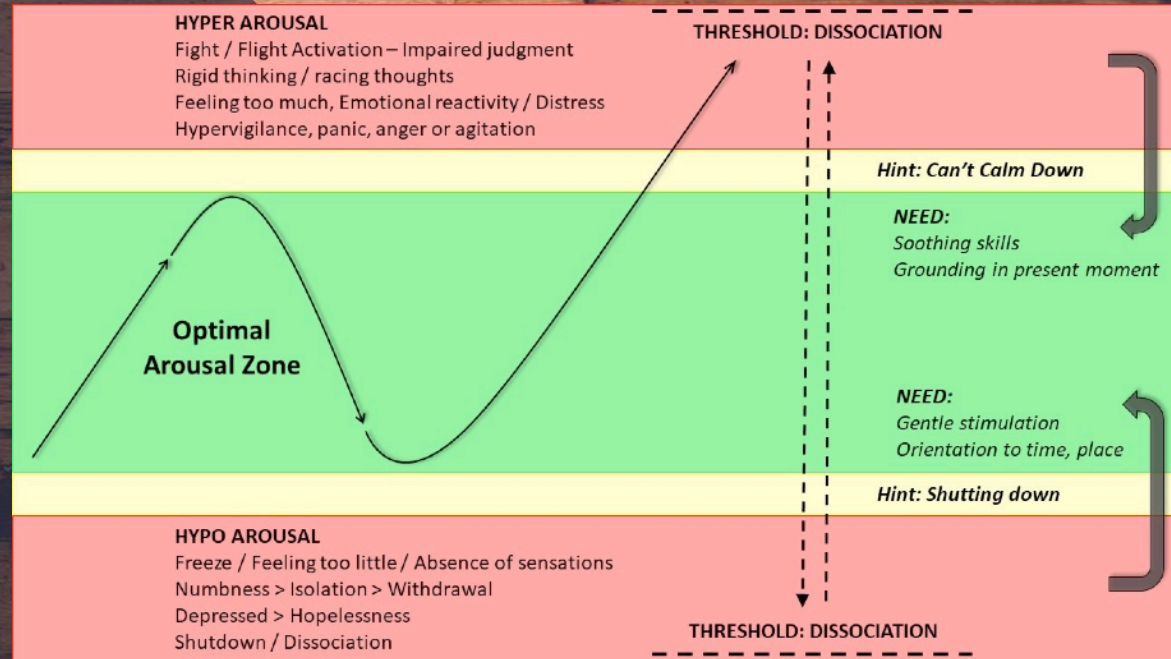 HYPER AROUSAL
Fight / Flight Activation – Impaired judgment
Rigid thinking / racing thoughts
Feeling too much, Emotional reactivity / Distress
Hypervigilance, panic, anger or agitation
THRESHOLD: DISSOCIATION
Hint: Can't Calm Down
NEED:
Soothing skills
Grounding in present moment
Optimal
Arousal Zone
NEED:
Gentle stimulation
Orientation to time, place
Hint: Shutting down
HYPO AROUSAL
Freeze / Feeling too little / Absence of sensations
Numbness > Isolation > Withdrawal
Depressed > Hopelessness
Shutdown / Dissociation
THRESHOLD: DISSOCIATION